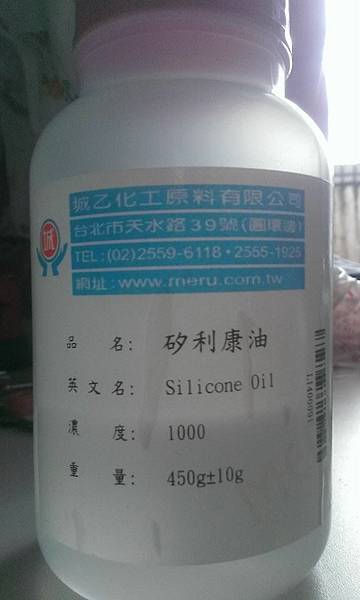 城乙化工原料有限公司
台北市天水路39號(圓環邊)
TEL:(02)2559-6118・2555-1925
網址:www.meru.com.tw
城
品名: 矽利康油
英文名: Silicone Oil
濃度: 1000
重量: 450g±10g